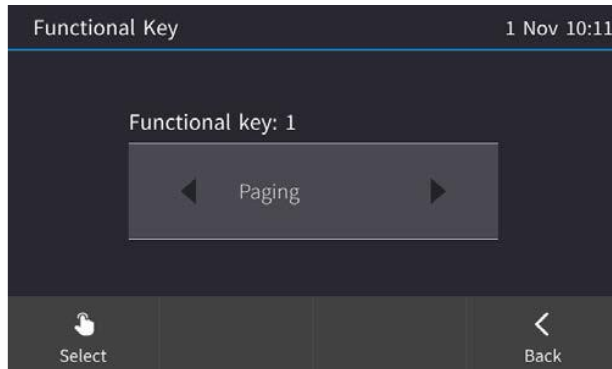 Functional Key 1 Nov 10:11
Functional key: 1
Paging
Select Back